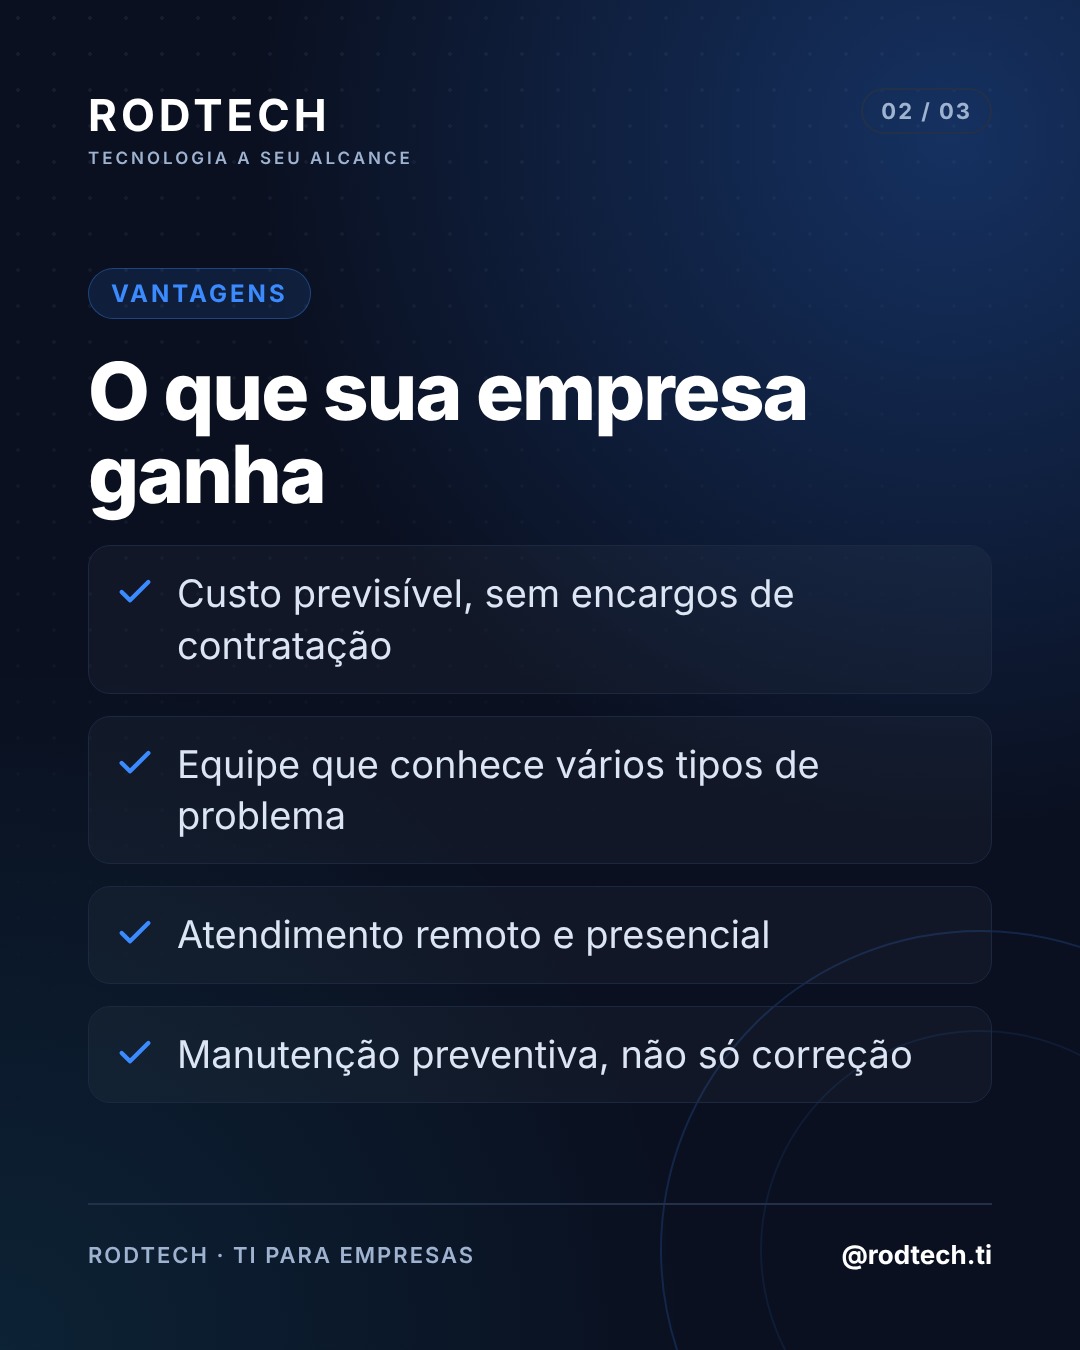 RODTECH
TECNOLOGIA A SEU ALCANCE
02 / 03
VANTAGENS
O que sua empresa
ganha
Custo previsível, sem encargos de
contratação
Equipe que conhece vários tipos de
problema
Atendimento remoto e presencial
Manutenção preventiva, não só correção
RODTECH · TI PARA EMPRESAS
@rodtech.ti